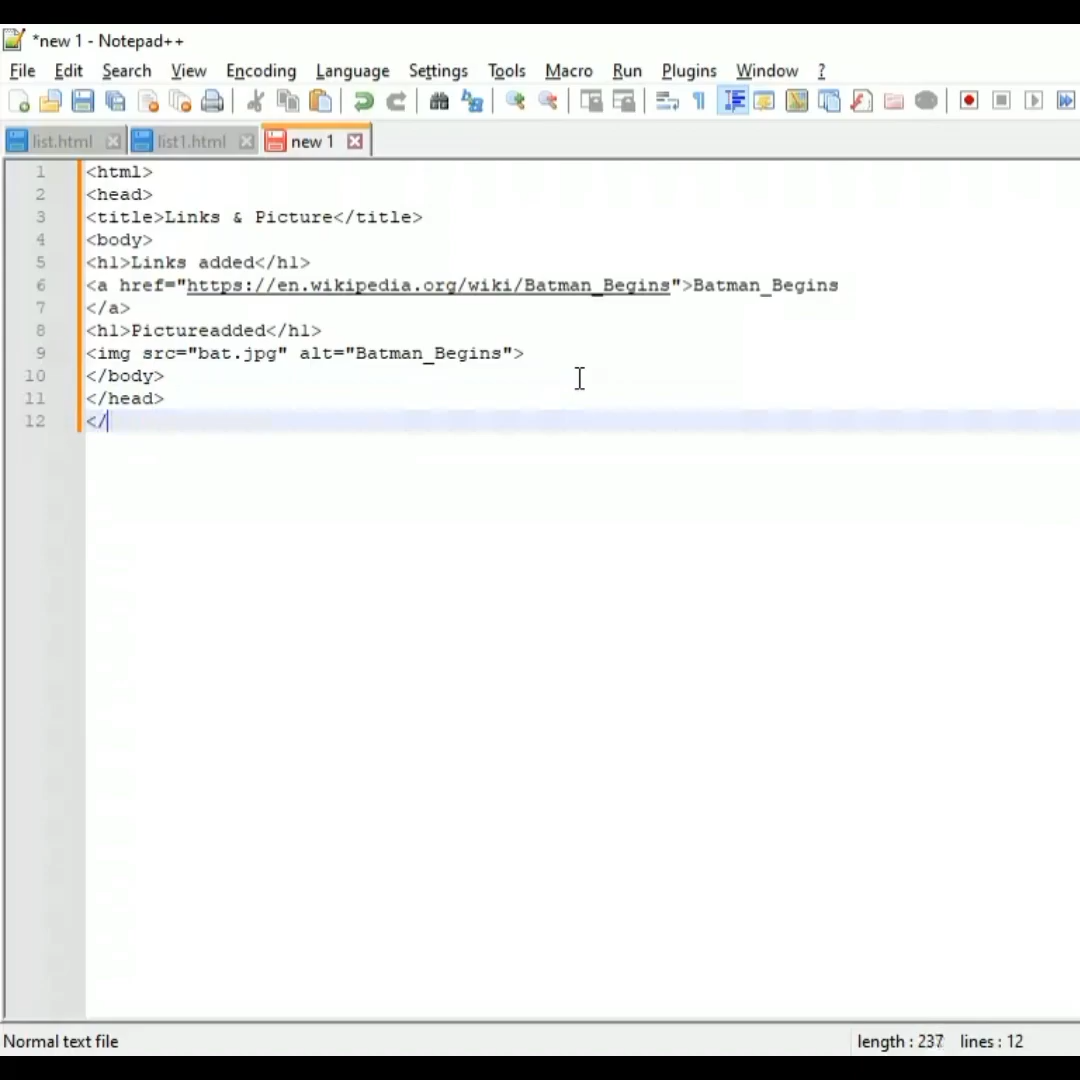 *new 1 - Notepad++
File Edit Search View Encoding Language Settings Tools Macro Run Plugins Window ?
list.html list1.html new 1
1 <html>
2 <head>
3 <title>Links & Picture</title>
4 <body>
5 <h1>Links added</h1>
6 <a href="https://en.wikipedia.org/wiki/Batman_Begins">Batman_Begins
7 </a>
8 <h1>Pictureadded</h1>
9 <img src="bat.jpg" alt="Batman_Begins">
10 </body>
11 </head>
12 </
Normal text file length : 237 lines : 12